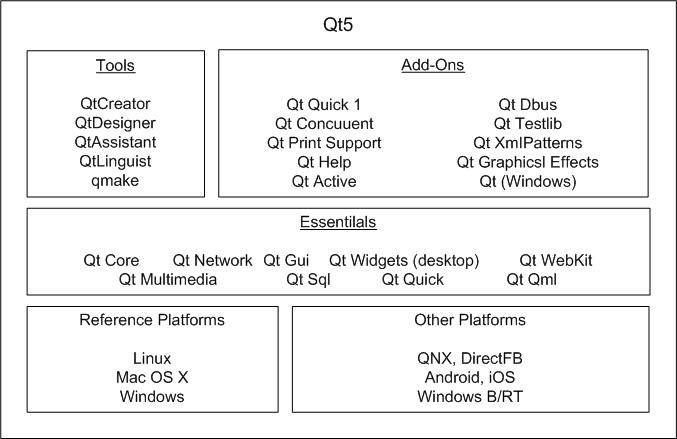 Qt5
Tools
QtCreator
QtDesigner
QtAssistant
QtLinguist
qmake
Add-Ons
Qt Quick 1
Qt Concuuent
Qt Print Support
Qt Help
Qt Active
Qt Dbus
Qt Testlib
Qt XmlPatterns
Qt Graphicsl Effects
Qt (Windows)
Essentilals
Qt Core Qt Network Qt Gui Qt Widgets (desktop) Qt WebKit
Qt Multimedia Qt Sql Qt Quick Qt Qml
Reference Platforms
Linux
Mac OS X
Windows
Other Platforms
QNX, DirectFB
Android, iOS
Windows B/RT